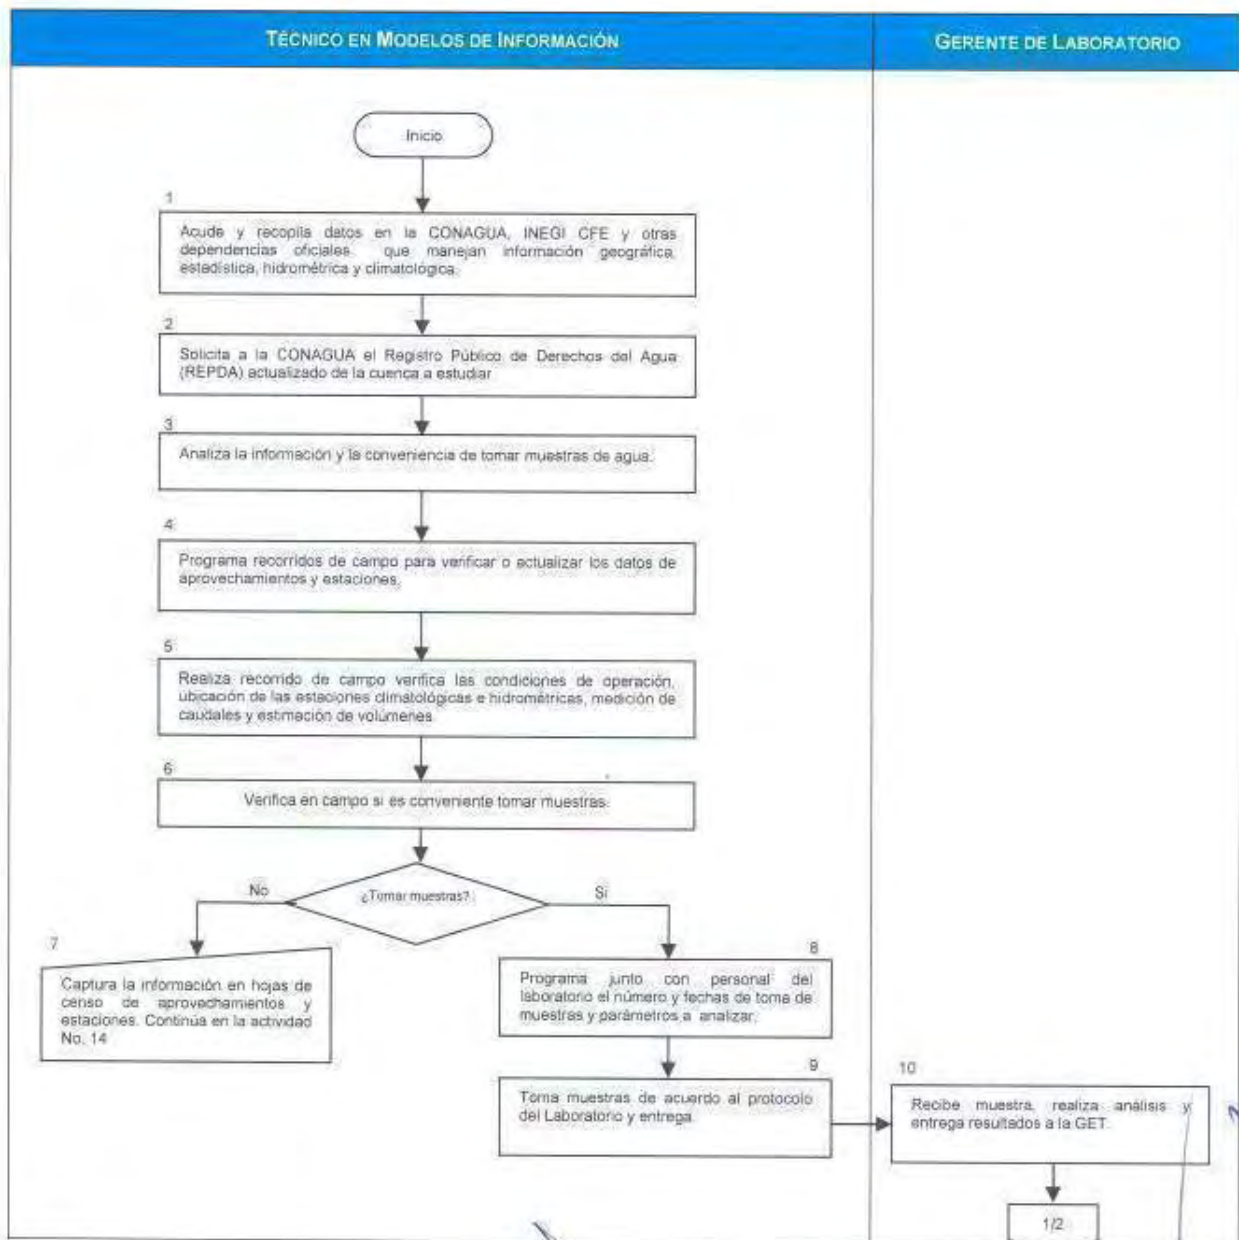 TÉCNICO EN MODELOS DE INFORMACIÓN
GERENTE DE LABORATORIO
Inicio
1
Acude y recopila datos en la CONAGUA, INEGI CFE y otras
dependencias oficiales que manejan información geográfica,
estadística, hidrométrica y climatológica.
2
Solicita a la CONAGUA el Registro Público de Derechos del Agua
(REPDA) actualizado de la cuenca a estudiar
3
Analiza la información y la conveniencia de tomar muestras de agua.
4
Programa recorridos de campo para verificar o actualizar los datos de
aprovechamientos y estaciones.
5
Realiza recorrido de campo verifica las condiciones de operación,
ubicación de las estaciones climatológicas e hidrométricas, medición de
caudales y estimación de volúmenes.
6
Verifica en campo si es conveniente tomar muestras.
¿Tomar muestras?
No
Si
7
Captura la información en hojas de
censo de aprovechamientos y
estaciones. Continúa en la actividad
No. 14
8
Programa junto con personal del
laboratorio el número y fechas de toma de
muestras y parámetros a analizar.
9
Toma muestras de acuerdo al protocolo
del Laboratorio y entrega.
10
Recibe muestra, realiza análisis y
entrega resultados a la GET.
1/2